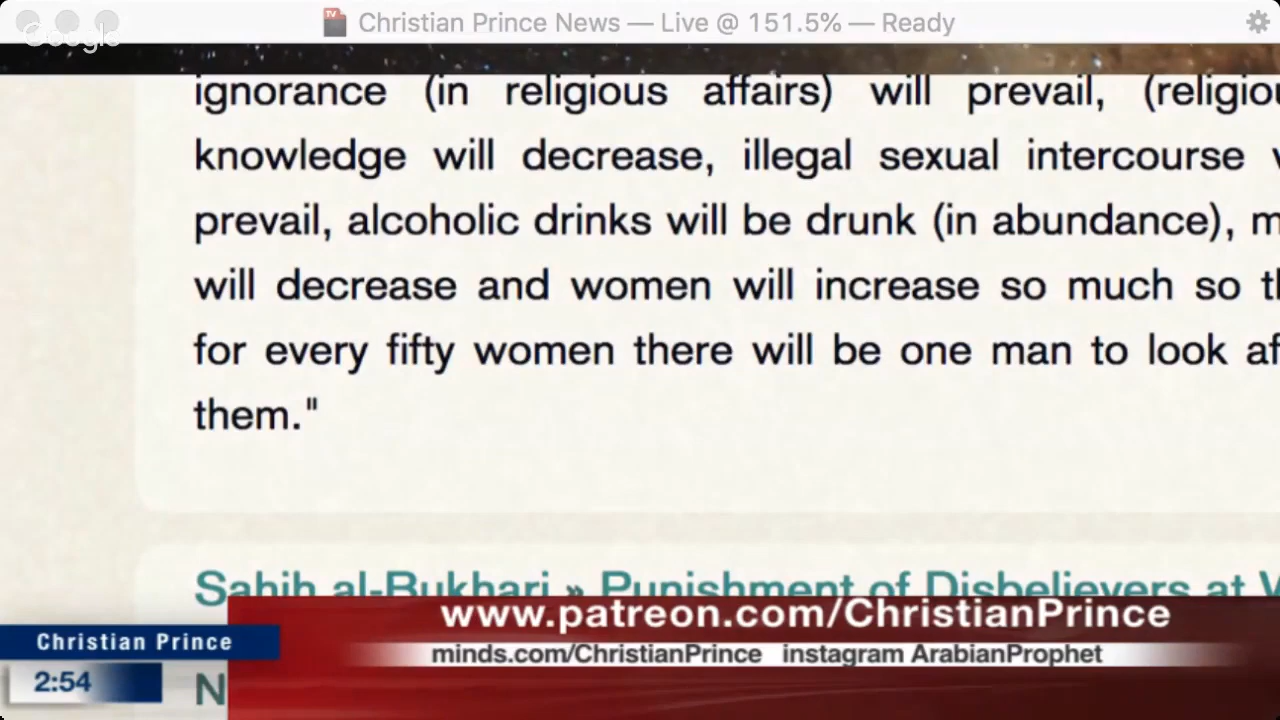 Christian Prince News — Live @ 151.5% — Ready
Google
ignorance (in religious affairs) will prevail, (religiou
knowledge will decrease, illegal sexual intercourse
prevail, alcoholic drinks will be drunk (in abundance), m
will decrease and women will increase so much so
for every fifty women there will be one man to look af
them."
Sahih al-Bukhari » Punishment of Disbelievers at
www.patreon.com/ChristianPrince
Christian Prince
minds.com/ChristianPrince instagram ArabianProphet
2:54
N